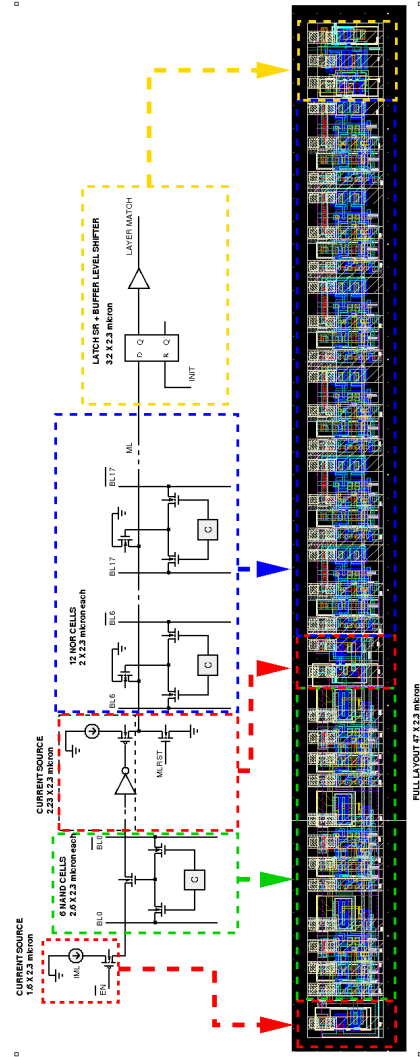 CURRENT SOURCE
1.6 X 2.3 micron
IML
EN
6 NAND CELLS
2.6 X 2.3 micron each
BL0
BL0
C
CURRENT SOURCE
2.23 X 2.3 micron
MLRST
12 NOR CELLS
2 X 2.3 micron each
BL6
BL6
C
BL17
BL17
C
ML
LATCH SR + BUFFER LEVEL SHIFTER
3.2 X 2.3 micron
D Q
R Q
INIT
LAYER MATCH
FULL LAYOUT 47 X 2.3 micron